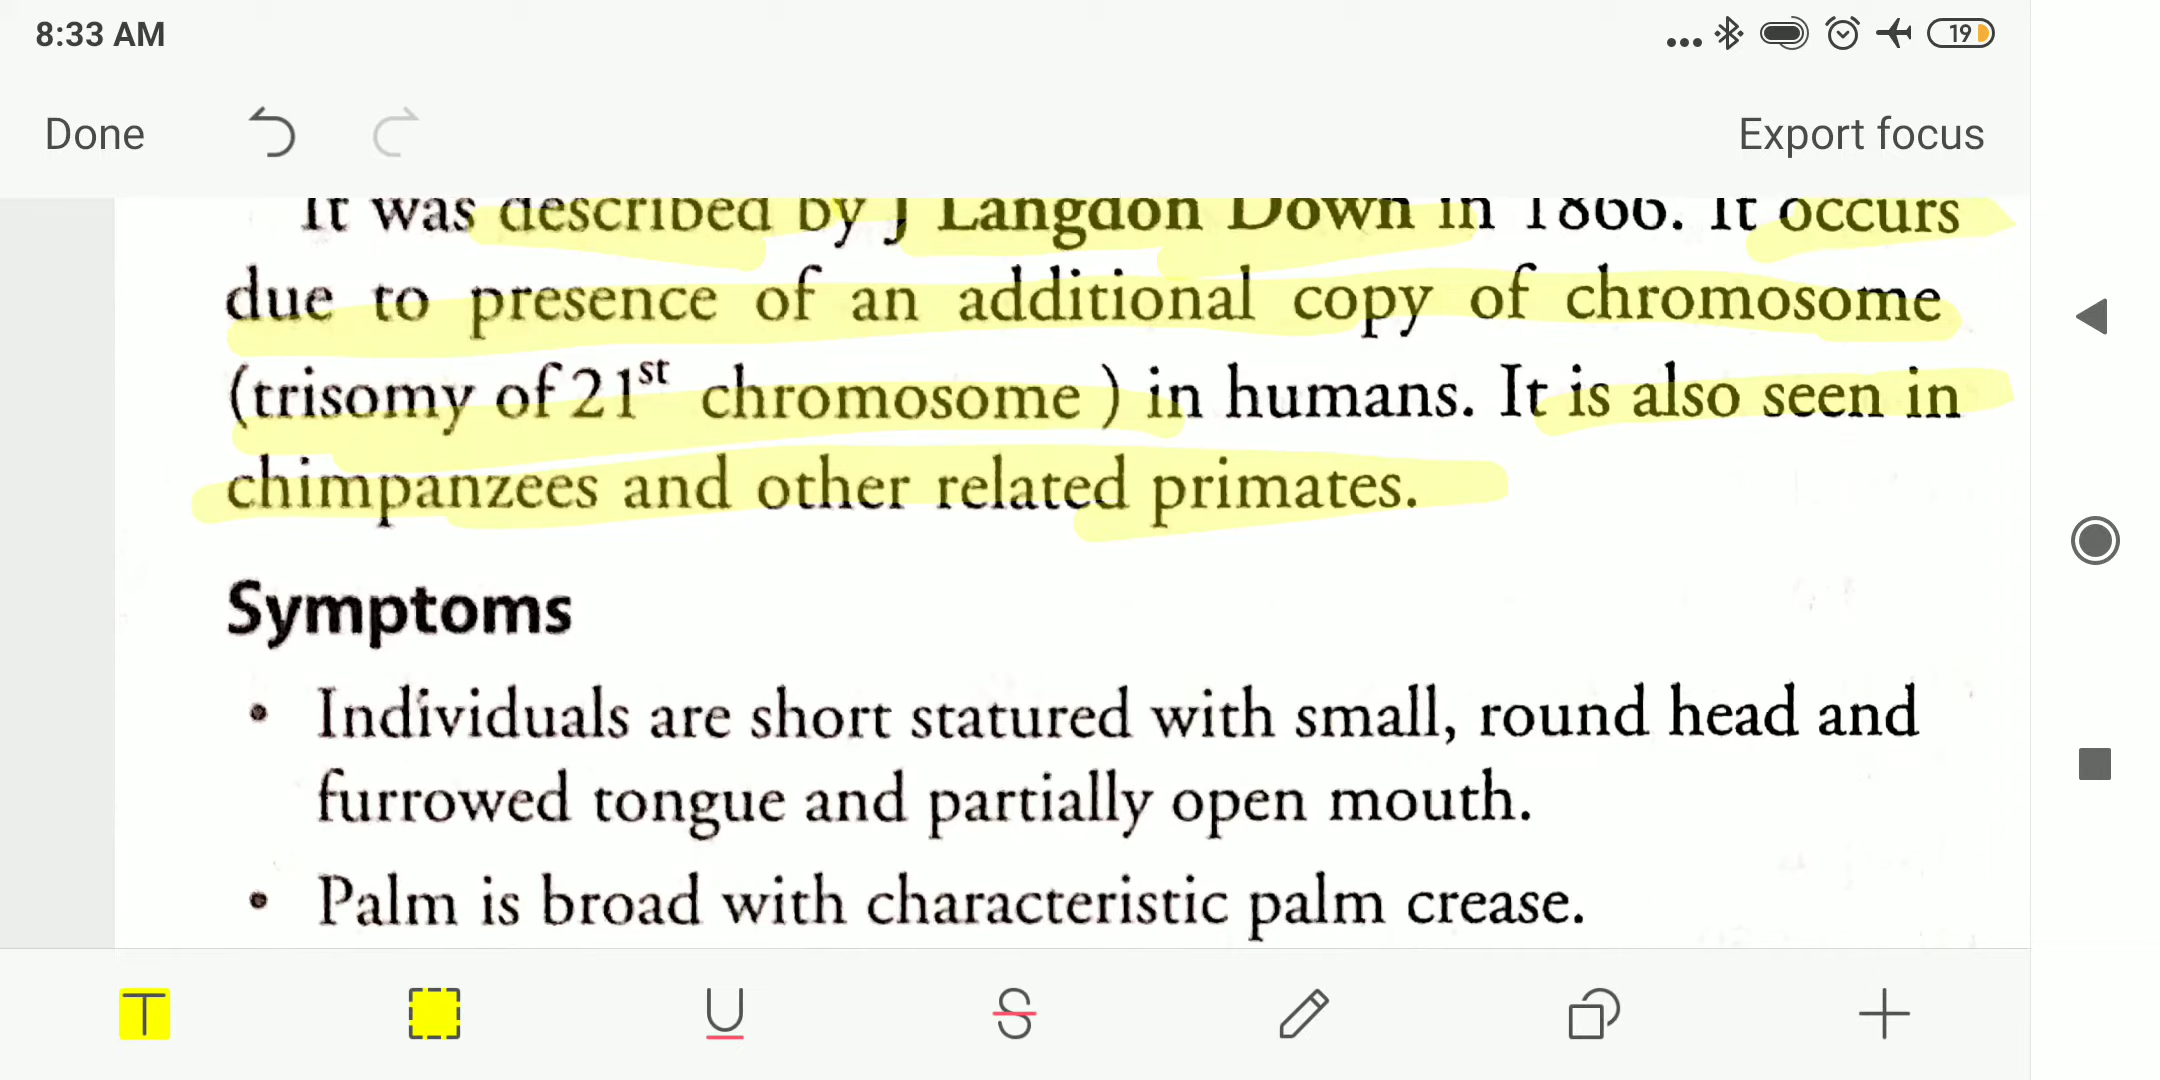 8:33 AM
19
Done
Export focus
It was described by J Langdon Down in 1866. It occurs
due to presence of an additional copy of chromosome
(trisomy of 21st chromosome ) in humans. It is also seen in
chimpanzees and other related primates.
Symptoms
• Individuals are short statured with small, round head and
furrowed tongue and partially open mouth.
• Palm is broad with characteristic palm crease.
T
U
S